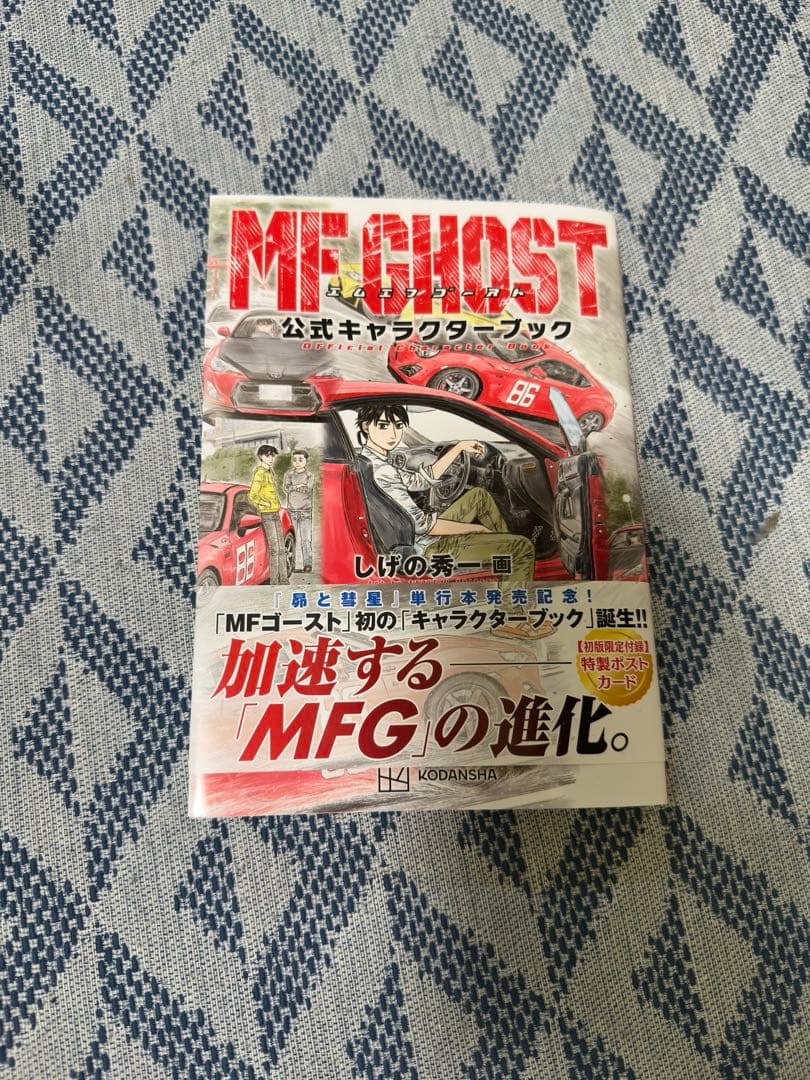 MF GHOST
エムエフゴースト
公式キャラクターブック
Official Character Book
86
86
しげの秀一 画
『昴と彗星』単行本発売記念!
「MFゴースト」初の「キャラクターブック」誕生!!
【初版限定付録】
特製ポスト
カード
加速する──
「MFG」の進化。
KODANSHA